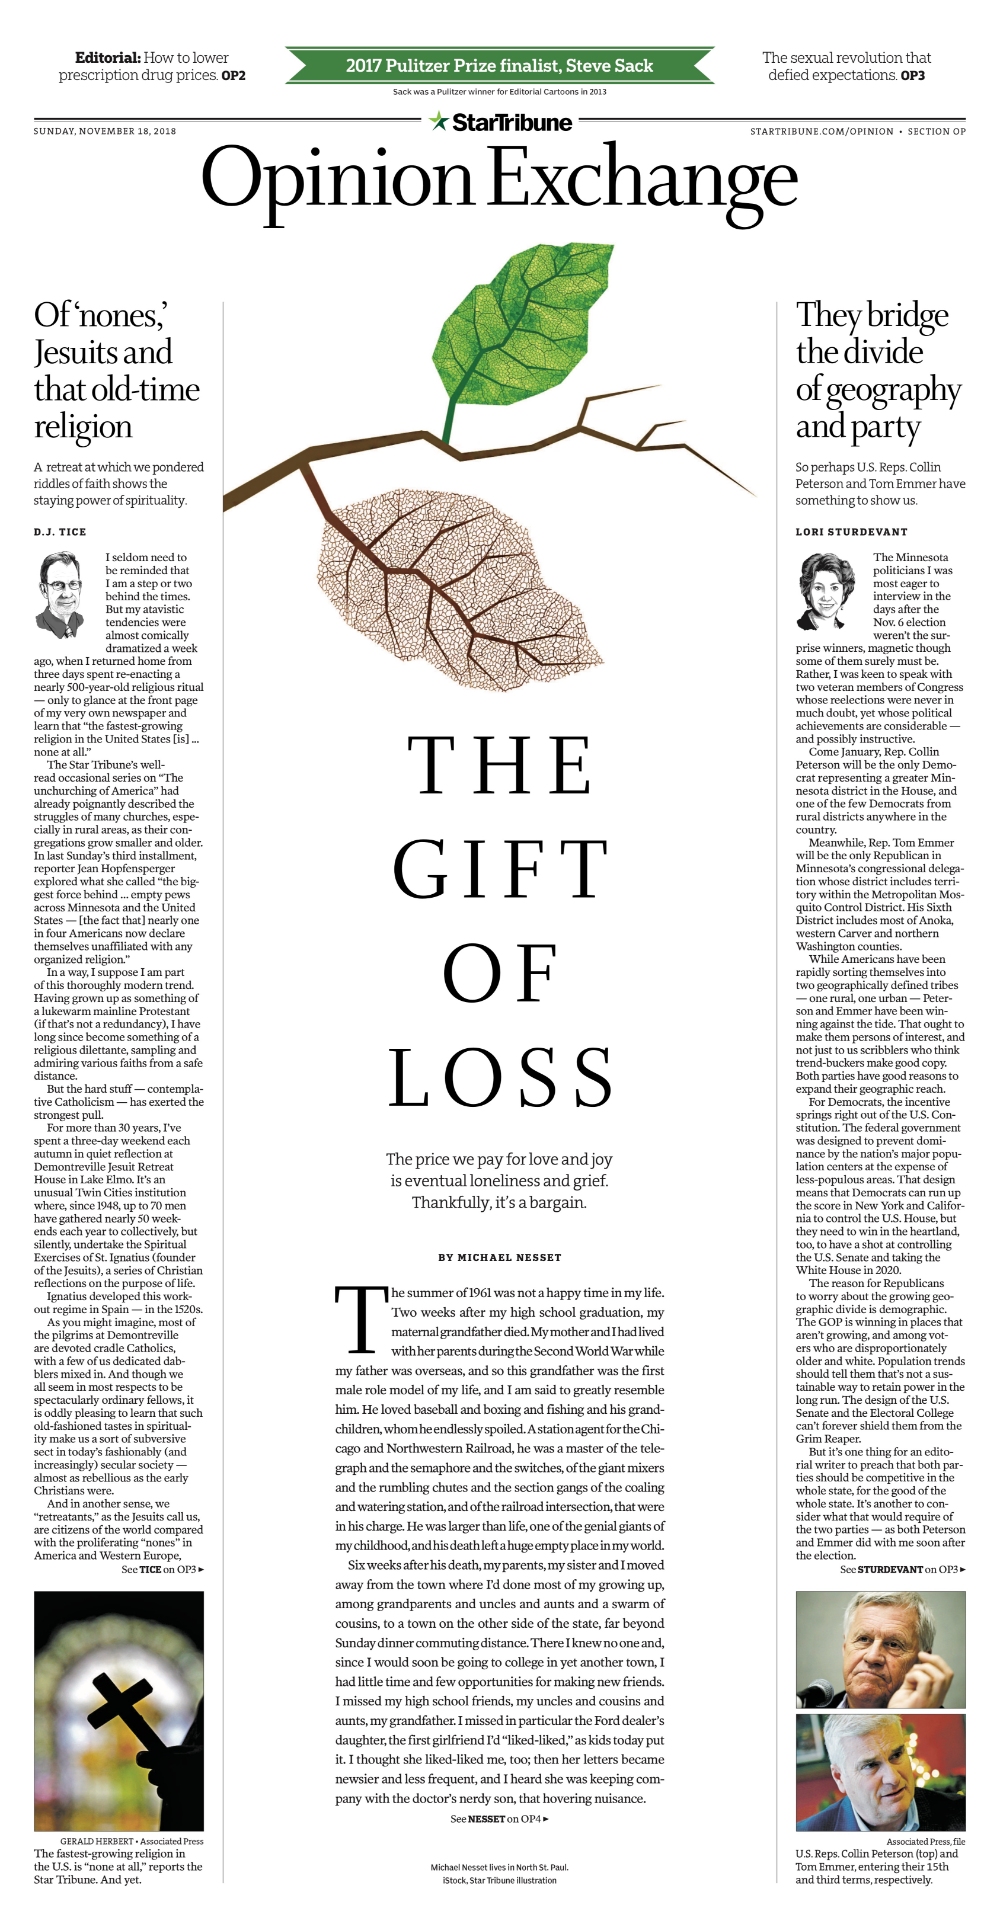 Editorial: How to lower
prescription drug prices. OP2
2017 Pulitzer Prize finalist, Steve Sack
Sack was a Pulitzer winner for Editorial Cartoons in 2013
The sexual revolution that
defied expectations. OP3
SUNDAY, NOVEMBER 18, 2018
StarTribune
STARTRIBUNE.COM/OPINION • SECTION OP
Opinion Exchange
Of ‘nones,’
Jesuits and
that old-time
religion
A retreat at which we pondered
riddles of faith shows the
staying power of spirituality.
D.J. TICE
I seldom need to
be reminded that
I am a step or two
behind the times.
But my atavistic
tendencies were
almost comically
dramatized a week
ago, when I returned home from
three days spent re-enacting a
nearly 500-year-old religious ritual
— only to glance at the front page
of my very own newspaper and
learn that “the fastest-growing
religion in the United States [is] ...
none at all.”
The Star Tribune’s well-
read occasional series on “The
unchurching of America” had
already poignantly described the
struggles of many churches, espe-
cially in rural areas, as their con-
gregations grow smaller and older.
In last Sunday’s third installment,
reporter Jean Hopfensperger
explored what she called “the big-
gest force behind ... empty pews
across Minnesota and the United
States — [the fact that] nearly one
in four Americans now declare
themselves unaffiliated with any
organized religion.”
In a way, I suppose I am part
of this thoroughly modern trend.
Having grown up as something of
a lukewarm mainline Protestant
(if that’s not a redundancy), I have
long since become something of a
religious dilettante, sampling and
admiring various faiths from a safe
distance.
But the hard stuff — contempla-
tive Catholicism — has exerted the
strongest pull.
For more than 30 years, I’ve
spent a three-day weekend each
autumn in quiet reflection at
Demontreville Jesuit Retreat
House in Lake Elmo. It’s an
unusual Twin Cities institution
where, since 1948, up to 70 men
have gathered nearly 50 week-
ends each year to collectively, but
silently, undertake the Spiritual
Exercises of St. Ignatius (founder
of the Jesuits), a series of Christian
reflections on the purpose of life.
Ignatius developed this work-
out regime in Spain — in the 1520s.
As you might imagine, most of
the pilgrims at Demontreville
are devoted cradle Catholics,
with a few of us dedicated dab-
blers mixed in. And though we
all seem in most respects to be
spectacularly ordinary fellows, it
is oddly pleasing to learn that such
old-fashioned tastes in spiritual-
ity make us a sort of subversive
sect in today’s fashionably (and
increasingly) secular society —
almost as rebellious as the early
Christians were.
And in another sense, we
“retreatants,” as the Jesuits call us,
are citizens of the world compared
with the proliferating “nones” in
America and Western Europe,
See TICE on OP3 ►
GERALD HERBERT • Associated Press
The fastest-growing religion in
the U.S. is “none at all,” reports the
Star Tribune. And yet.
THE
GIFT
OF
LOSS
The price we pay for love and joy
is eventual loneliness and grief.
Thankfully, it’s a bargain.
BY MICHAEL NESSET
The summer of 1961 was not a happy time in my life.
Two weeks after my high school graduation, my
maternal grandfather died. My mother and I had lived
with her parents during the Second World War while
my father was overseas, and so this grandfather was the first
male role model of my life, and I am said to greatly resemble
him. He loved baseball and boxing and fishing and his grand-
children, whom he endlessly spoiled. A station agent for the Chi-
cago and Northwestern Railroad, he was a master of the tele-
graph and the semaphore and the switches, of the giant mixers
and the rumbling chutes and the section gangs of the coaling
and watering station, and of the railroad intersection, that were
in his charge. He was larger than life, one of the genial giants of
my childhood, and his death left a huge empty place in my world.
Six weeks after his death, my parents, my sister and I moved
away from the town where I’d done most of my growing up,
among grandparents and uncles and aunts and a swarm of
cousins, to a town on the other side of the state, far beyond
Sunday dinner commuting distance. There I knew no one and,
since I would soon be going to college in yet another town, I
had little time and few opportunities for making new friends.
I missed my high school friends, my uncles and cousins and
aunts, my grandfather. I missed in particular the Ford dealer’s
daughter, the first girlfriend I’d “liked-liked,” as kids today put
it. I thought she liked-liked me, too; then her letters became
newsier and less frequent, and I heard she was keeping com-
pany with the doctor’s nerdy son, that hovering nuisance.
See NESSET on OP4 ►
Michael Nesset lives in North St. Paul.
iStock, Star Tribune illustration
They bridge
the divide
of geography
and party
So perhaps U.S. Reps. Collin
Peterson and Tom Emmer have
something to show us.
LORI STURDEVANT
The Minnesota
politicians I was
most eager to
interview in the
days after the
Nov. 6 election
weren’t the sur-
prise winners, magnetic though
some of them surely must be.
Rather, I was keen to speak with
two veteran members of Congress
whose reelections were never in
much doubt, yet whose political
achievements are considerable —
and possibly instructive.
Come January, Rep. Collin
Peterson will be the only Demo-
crat representing a greater Min-
nesota district in the House, and
one of the few Democrats from
rural districts anywhere in the
country.
Meanwhile, Rep. Tom Emmer
will be the only Republican in
Minnesota’s congressional delega-
tion whose district includes terri-
tory within the Metropolitan Mos-
quito Control District. His Sixth
District includes most of Anoka,
western Carver and northern
Washington counties.
While Americans have been
rapidly sorting themselves into
two geographically defined tribes
— one rural, one urban — Peter-
son and Emmer have been win-
ning against the tide. That ought to
make them persons of interest, and
not just to us scribblers who think
trend-buckers make good copy.
Both parties have good reasons to
expand their geographic reach.
For Democrats, the incentive
springs right out of the U.S. Con-
stitution. The federal government
was designed to prevent domi-
nance by the nation’s major popu-
lation centers at the expense of
less-populous areas. That design
means that Democrats can run up
the score in New York and Califor-
nia to control the U.S. House, but
they need to win in the heartland,
too, to have a shot at controlling
the U.S. Senate and taking the
White House in 2020.
The reason for Republicans
to worry about the growing geo-
graphic divide is demographic.
The GOP is winning in places that
aren’t growing, and among vot-
ers who are disproportionately
older and white. Population trends
should tell them that’s not a sus-
tainable way to retain power in the
long run. The design of the U.S.
Senate and the Electoral College
can’t forever shield them from the
Grim Reaper.
But it’s one thing for an edito-
rial writer to preach that both par-
ties should be competitive in the
whole state, for the good of the
whole state. It’s another to con-
sider what that would require of
the two parties — as both Peterson
and Emmer did with me soon after
the election.
See STURDEVANT on OP3 ►
Associated Press, file
U.S. Reps. Collin Peterson (top) and
Tom Emmer, entering their 15th
and third terms, respectively.